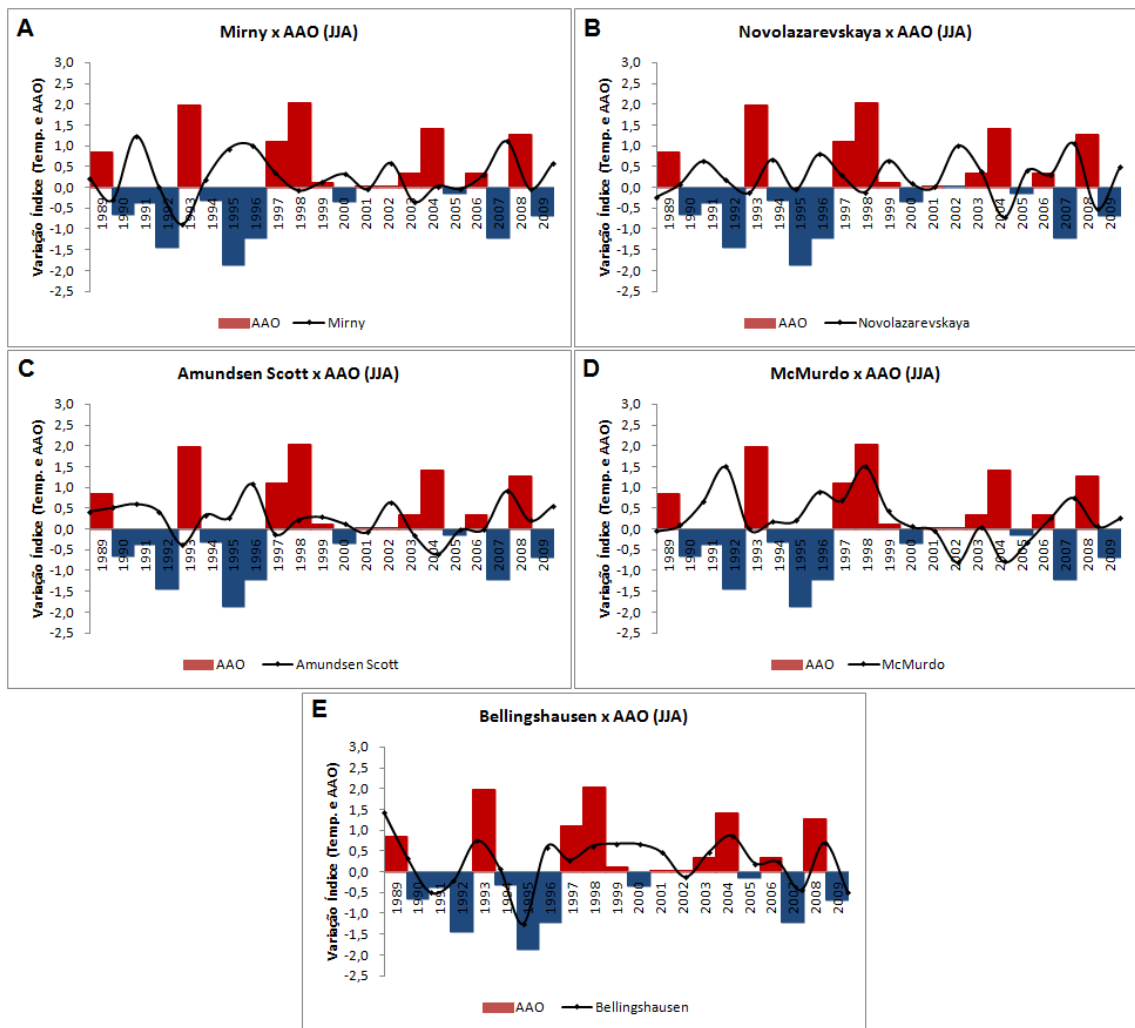 A
Mirny x AAO (JJA)
Variação Índice (Temp. e AAO)
3,0
2,5
2,0
1,5
1,0
0,5
0,0
-0,5
-1,0
-1,5
-2,0
-2,5
1989 1990 1991 1992 1993 1994 1995 1996 1997 1998 1999 2000 2001 2002 2003 2004 2005 2006 2007 2008 2009
AAO Mirny
B
Novolazarevskaya x AAO (JJA)
Variação Índice (Temp. e AAO)
3,0
2,5
2,0
1,5
1,0
0,5
0,0
-0,5
-1,0
-1,5
-2,0
-2,5
1989 1990 1991 1992 1993 1994 1995 1996 1997 1998 1999 2000 2001 2002 2003 2004 2005 2006 2007 2008 2009
AAO Novolazarevskaya
C
Amundsen Scott x AAO (JJA)
Variação Índice (Temp. e AAO)
3,0
2,5
2,0
1,5
1,0
0,5
0,0
-0,5
-1,0
-1,5
-2,0
-2,5
1989 1990 1991 1992 1993 1994 1995 1996 1997 1998 1999 2000 2001 2002 2003 2004 2005 2006 2007 2008 2009
AAO Amundsen Scott
D
McMurdo x AAO (JJA)
Variação Índice (Temp. e AAO)
3,0
2,5
2,0
1,5
1,0
0,5
0,0
-0,5
-1,0
-1,5
-2,0
-2,5
1989 1990 1991 1992 1993 1994 1995 1996 1997 1998 1999 2000 2001 2002 2003 2004 2005 2006 2007 2008 2009
AAO McMurdo
E
Bellingshausen x AAO (JJA)
Variação Índice (Temp. e AAO)
3,0
2,5
2,0
1,5
1,0
0,5
0,0
-0,5
-1,0
-1,5
-2,0
-2,5
1989 1990 1991 1992 1993 1994 1995 1996 1997 1998 1999 2000 2001 2002 2003 2004 2005 2006 2007 2008 2009
AAO Bellingshausen